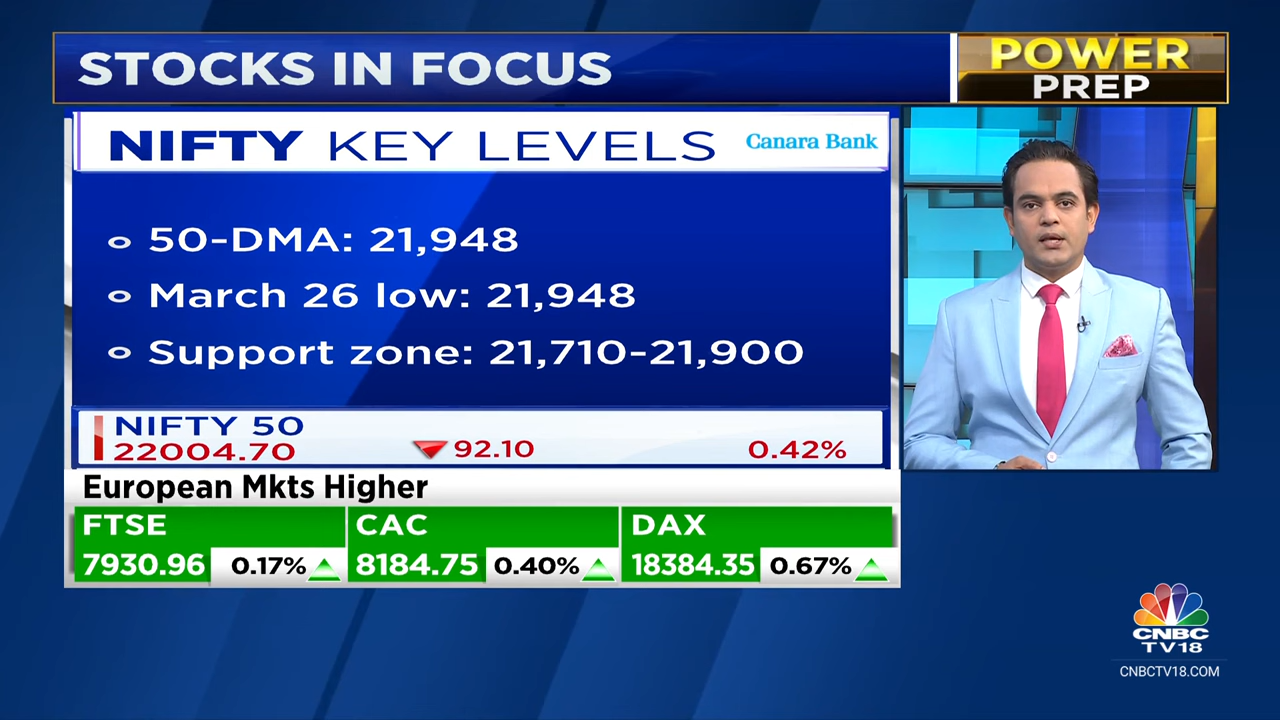 STOCKS IN FOCUS
POWER
PREP
NIFTY KEY LEVELS
Canara Bank
50-DMA: 21,948
March 26 low: 21,948
Support zone: 21,710-21,900
NIFTY 50
22004.70 92.10 0.42%
European Mkts Higher
FTSE CAC DAX
7930.96 0.17% 8184.75 0.40% 18384.35 0.67%
CNBC
TV18
CNBCTV18.COM